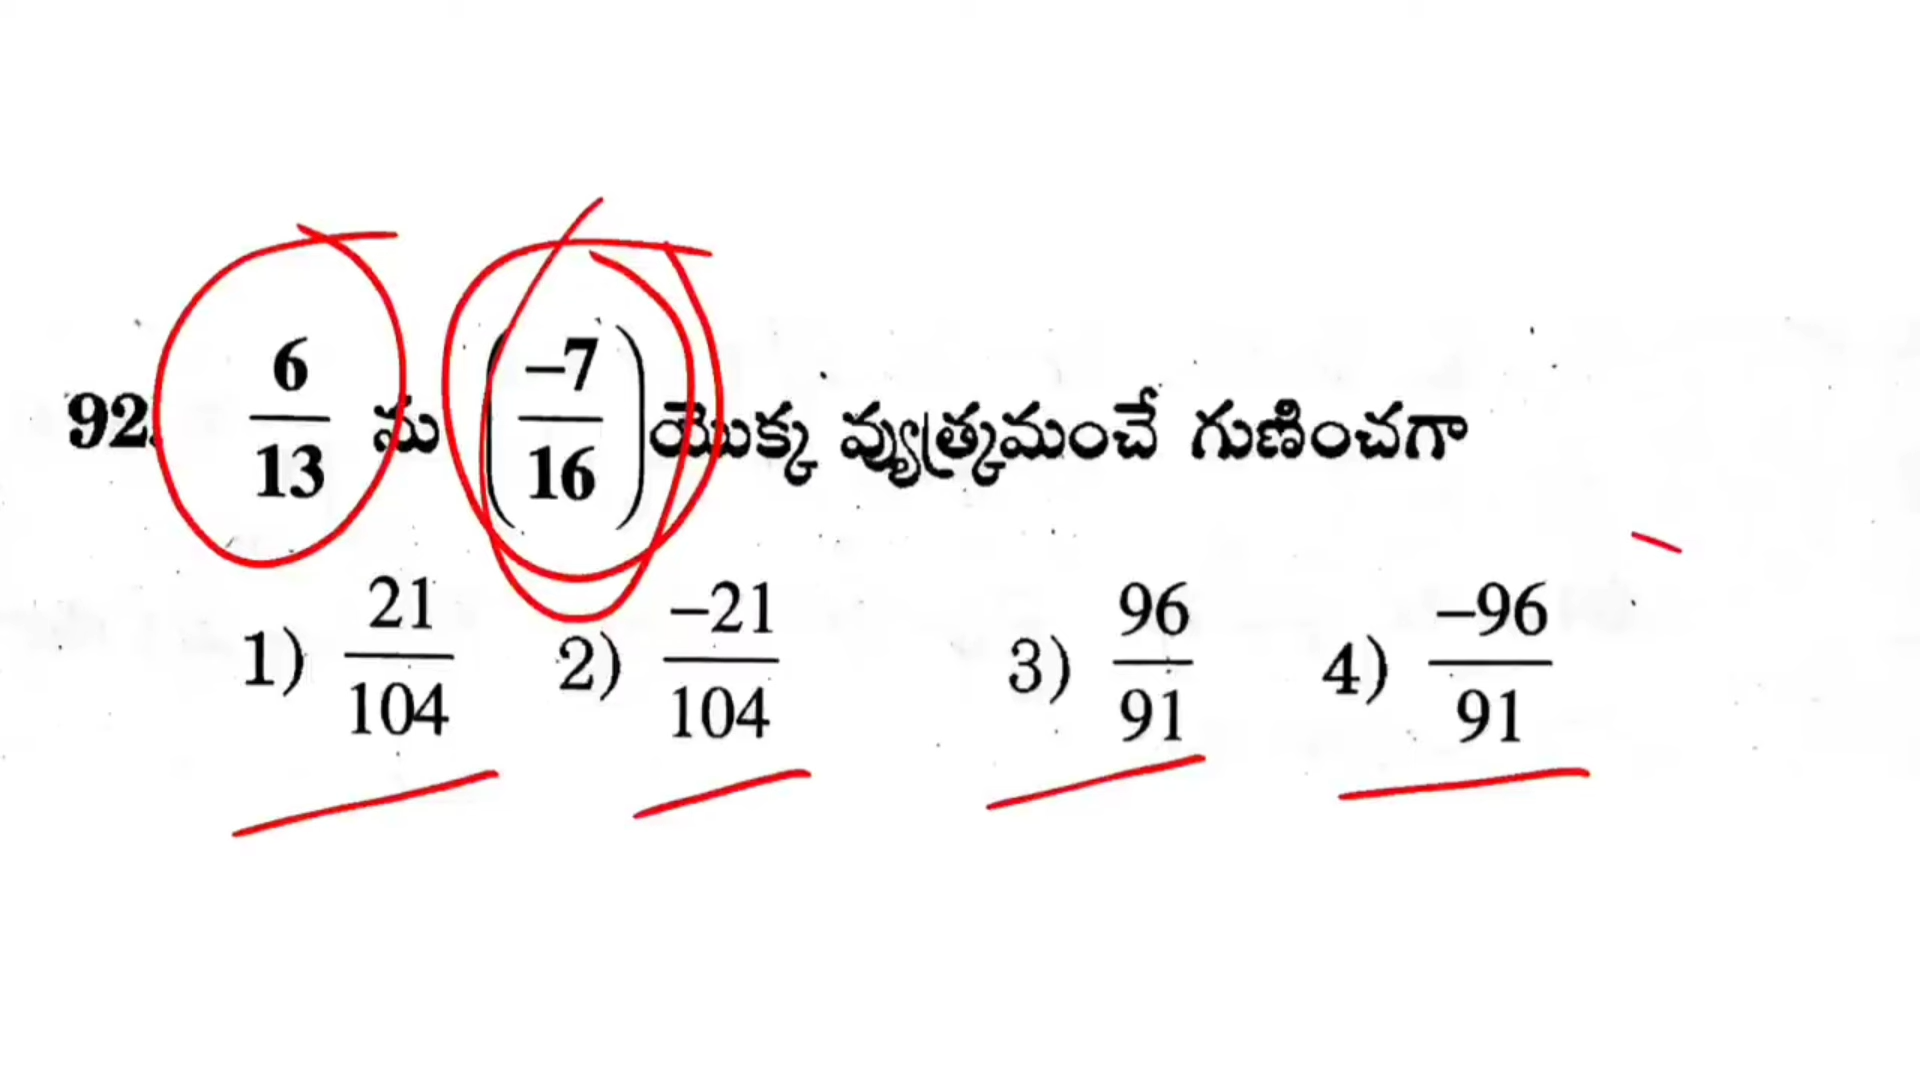 92. 6/13 ను (–7/16) యొక్క వ్యుత్క్రమంచే గుణించగా
1) 21/104 2) –21/104 3) 96/91 4) –96/91